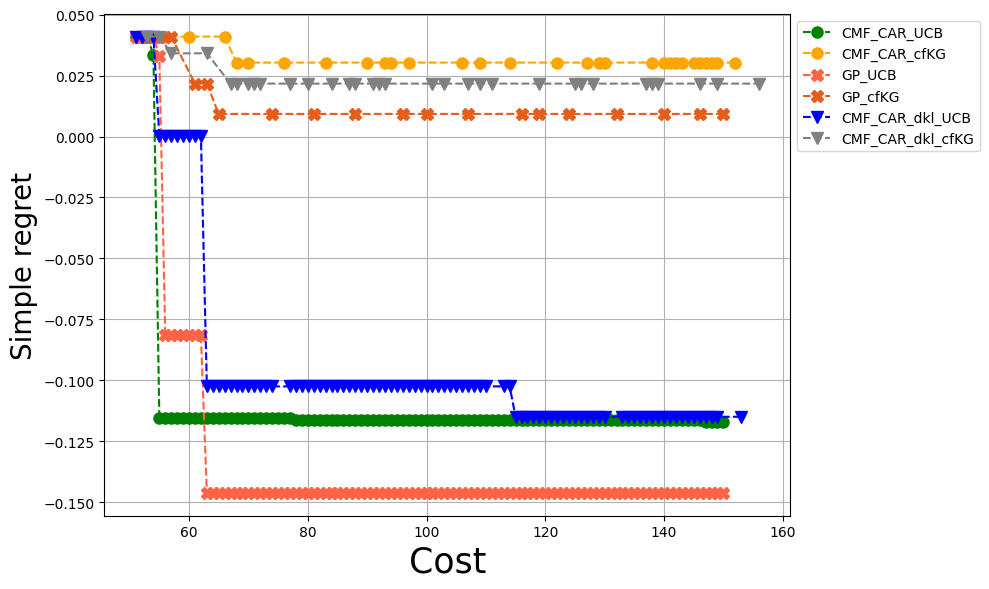 0.050
0.025
0.000
−0.025
−0.050
−0.075
−0.100
−0.125
−0.150
Simple regret
60
80
100
120
140
160
Cost
CMF_CAR_UCB
CMF_CAR_cfKG
GP_UCB
GP_cfKG
CMF_CAR_dkl_UCB
CMF_CAR_dkl_cfKG